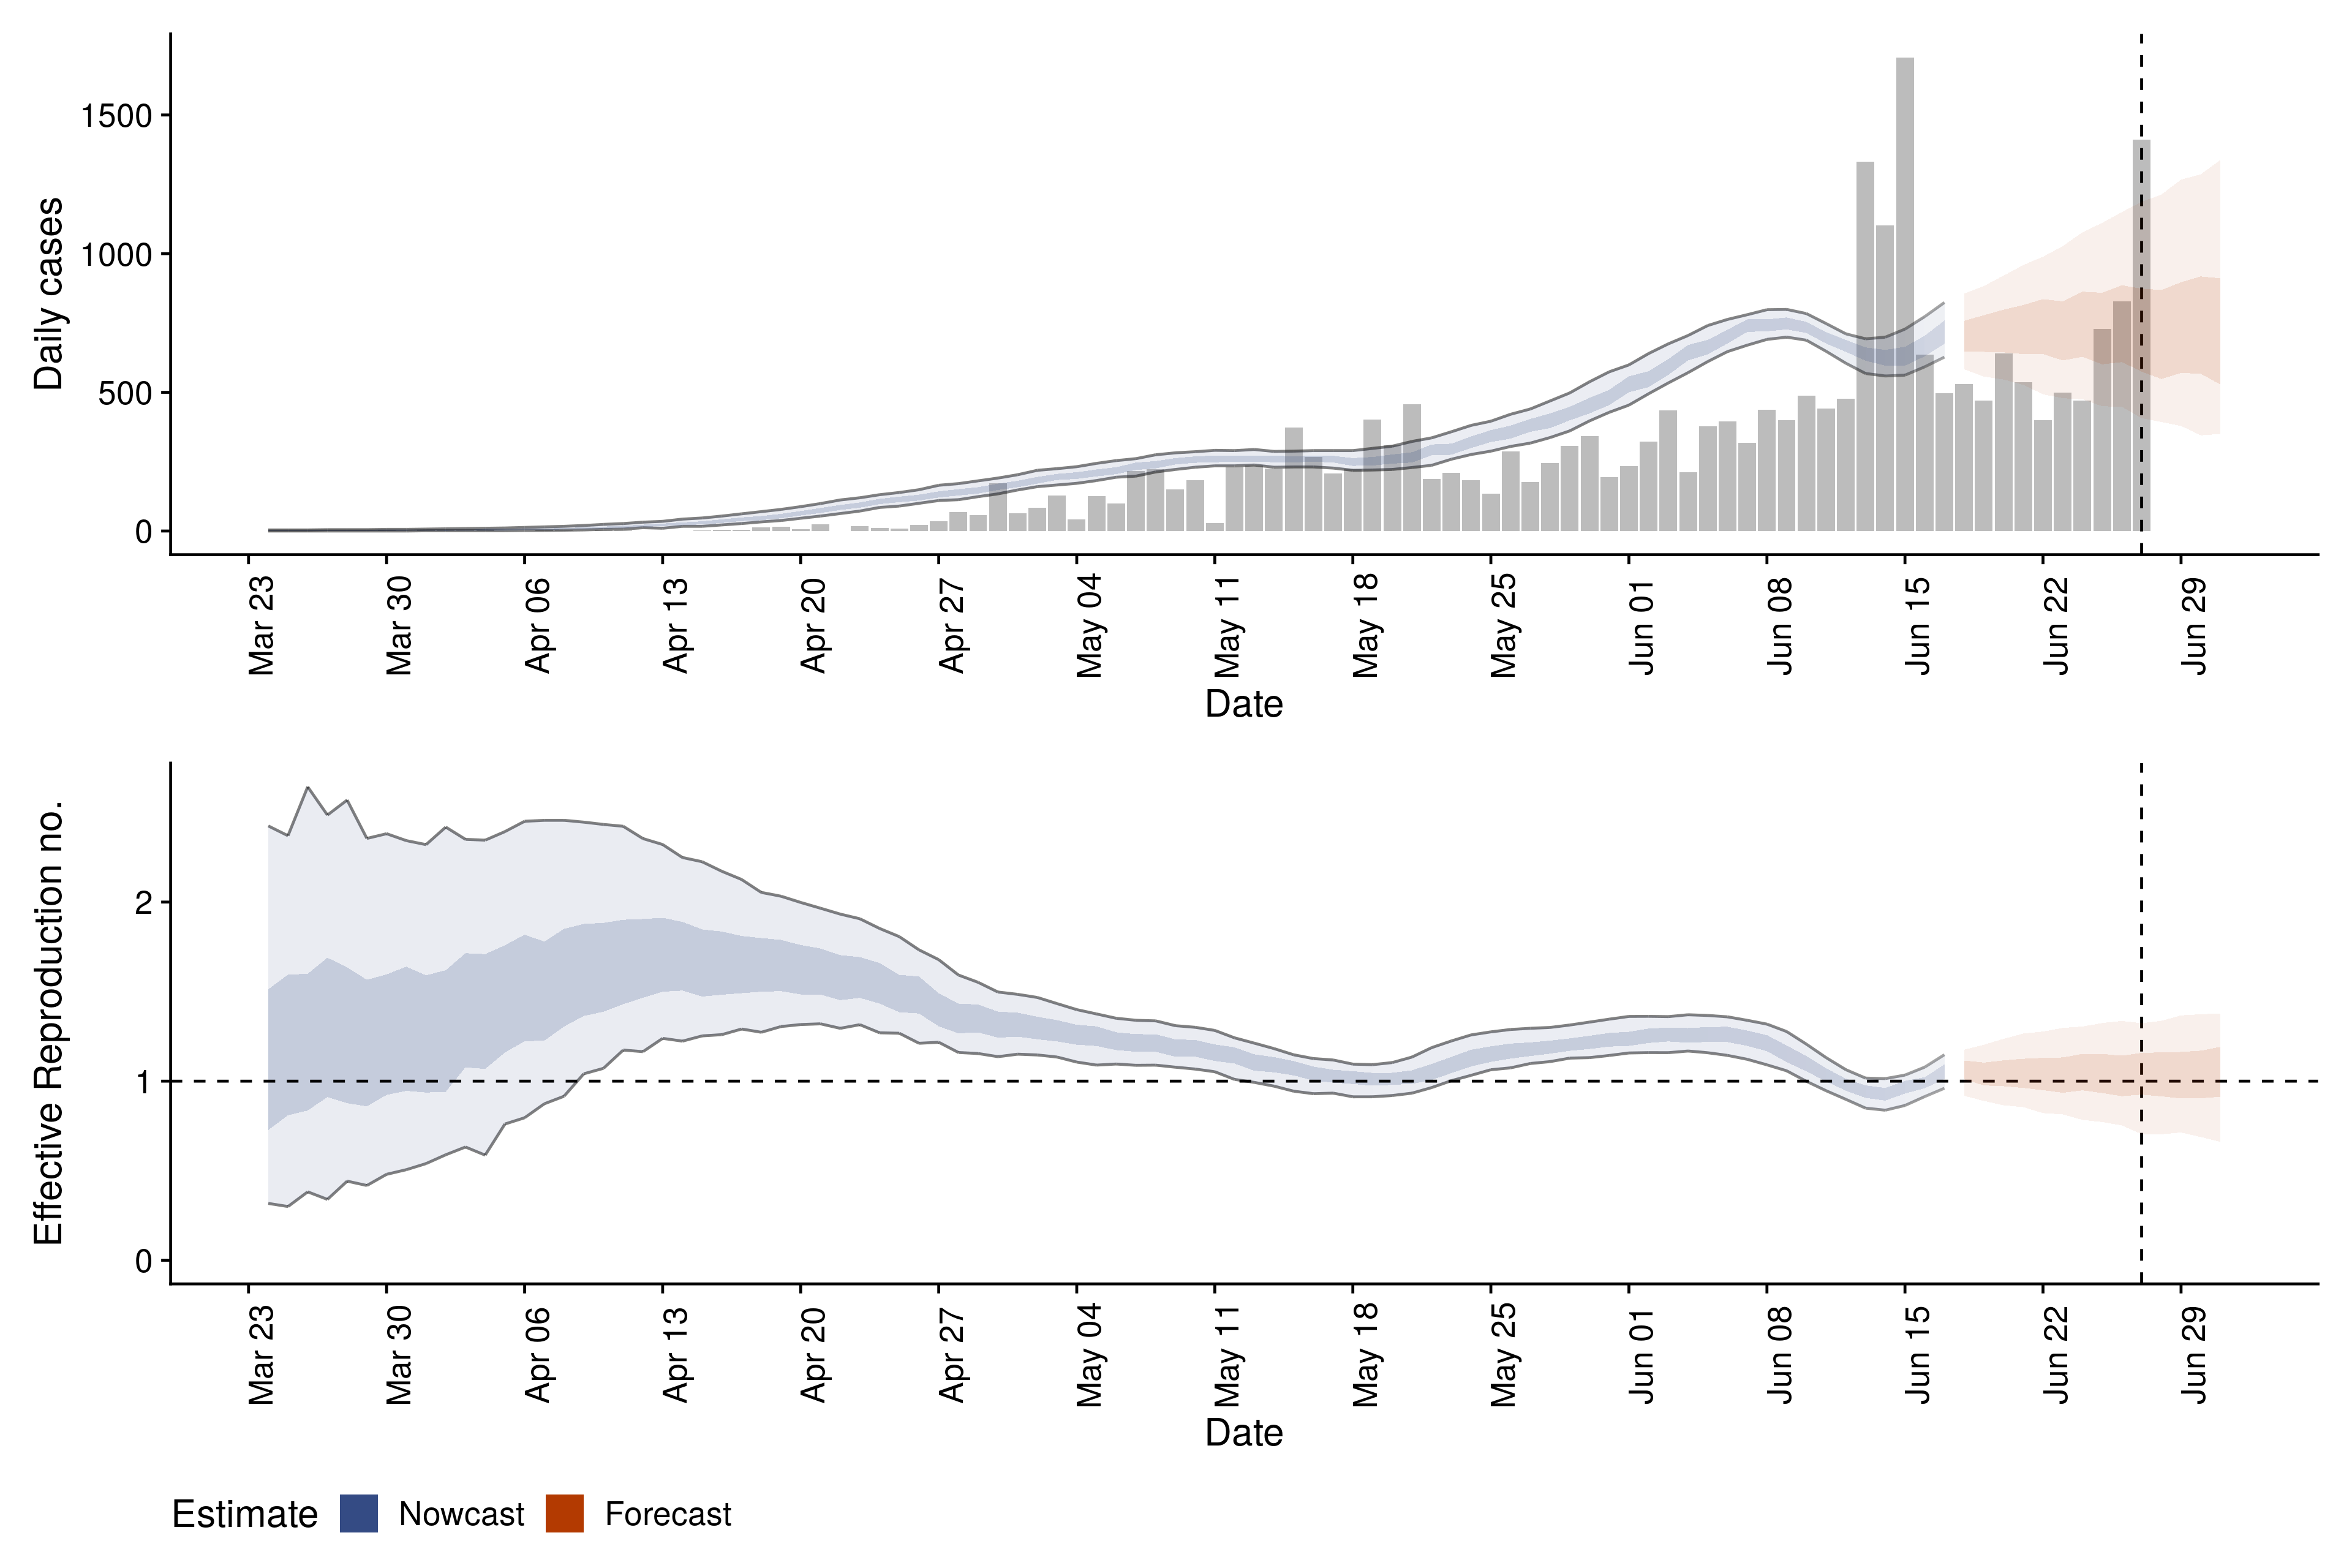 Daily cases
1500
1000
500
0
Mar 23
Mar 30
Apr 06
Apr 13
Apr 20
Apr 27
May 04
May 11
May 18
May 25
Jun 01
Jun 08
Jun 15
Jun 22
Jun 29
Date
Effective Reproduction no.
2
1
0
Mar 23
Mar 30
Apr 06
Apr 13
Apr 20
Apr 27
May 04
May 11
May 18
May 25
Jun 01
Jun 08
Jun 15
Jun 22
Jun 29
Date
Estimate Nowcast Forecast